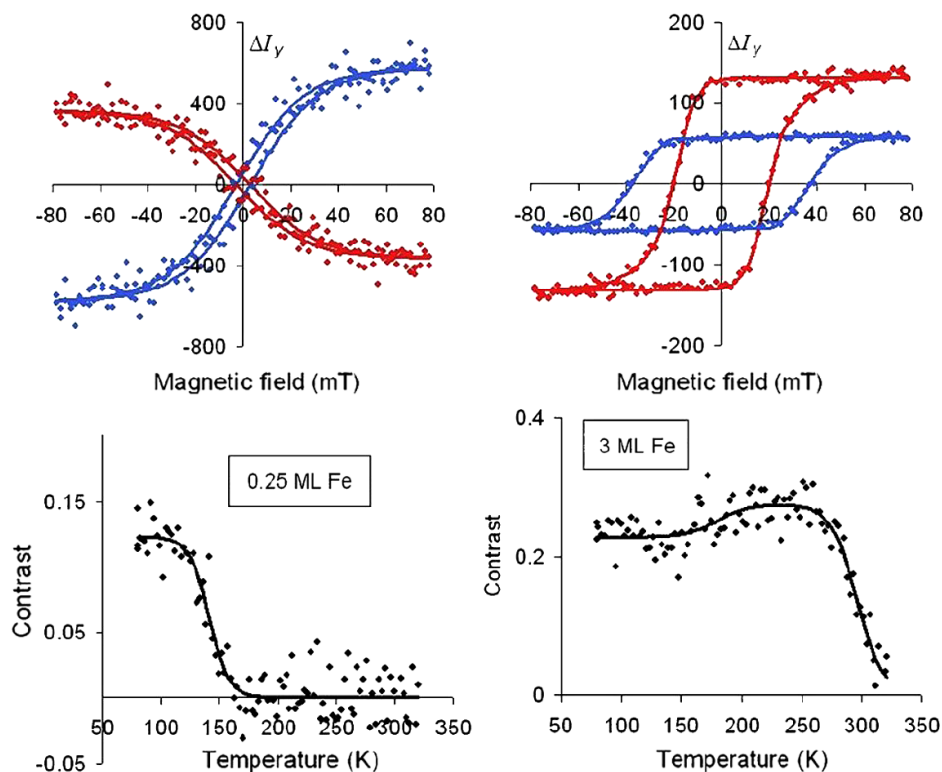 800
ΔIγ
400
0
-80 -60 -40 -20 0 20 40 60 80
-400
-800
Magnetic field (mT)
200
ΔIγ
100
0
-80 -60 -40 -20 0 20 40 60 80
-100
-200
Magnetic field (mT)
0.25 ML Fe
0.15
0.05
-0.05
Contrast
50 100 150 200 250 300 350
Temperature (K)
3 ML Fe
0.4
0.2
0
Contrast
50 100 150 200 250 300 350
Temperature (K)